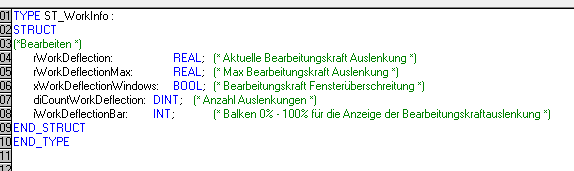 01 TYPE ST_WorkInfo :
02 STRUCT
03 (*Bearbeiten *)
04 rWorkDeflection: REAL; (* Aktuelle Bearbeitungskraft Auslenkung *)
05 rWorkDeflectionMax: REAL; (* Max Bearbeitungskraft Auslenkung *)
06 xWorkDeflectionWindows: BOOL; (* Bearbeitungskraft Fensterüberschreitung *)
07 diCountWorkDeflection: DINT; (* Anzahl Auslenkungen *)
08 iWorkDeflectionBar: INT; (* Balken 0% - 100% für die Anzeige der Bearbeitungskraftauslenkung *)
09 END_STRUCT
10 END_TYPE
11
12